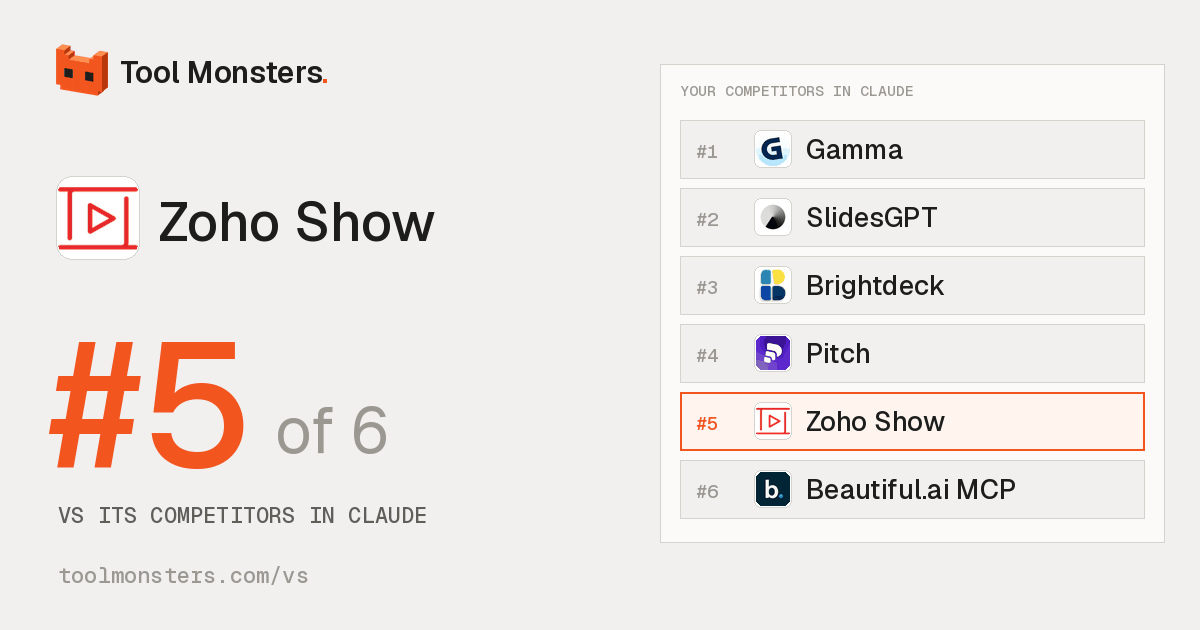 Tool Monsters.
Zoho Show
#5 of 6
VS ITS COMPETITORS IN CLAUDE
toolmonsters.com/vs
YOUR COMPETITORS IN CLAUDE
#1 Gamma
#2 SlidesGPT
#3 Brightdeck
#4 Pitch
#5 Zoho Show
#6 b. Beautiful.ai MCP